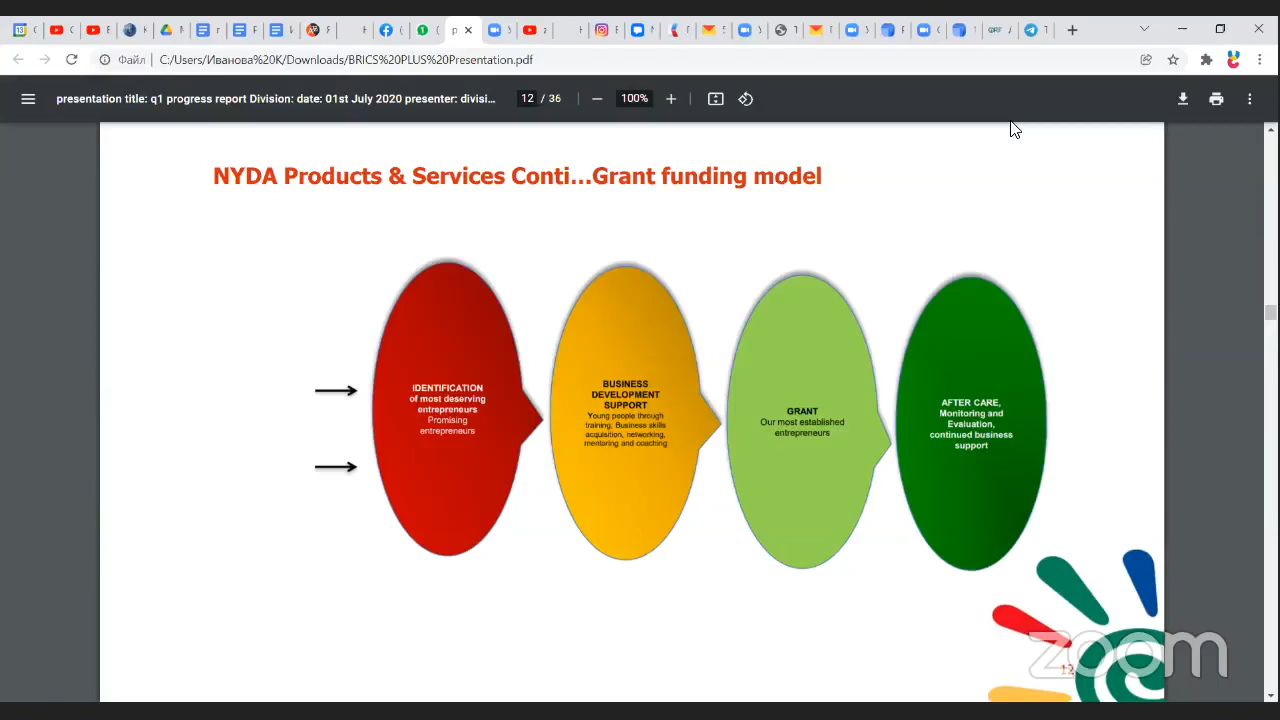 Файл
C:/Users/Иванова%20K/Downloads/BRICS%20PLUS%20Presentation.pdf
presentation title: q1 progress report Division: date: 01st July 2020 presenter: divisi...
12 / 36
100%
NYDA Products & Services Conti...Grant funding model
IDENTIFICATION
of most deserving
entrepreneurs
Promising
entrepreneurs
BUSINESS
DEVELOPMENT
SUPPORT
Young people through
training, Business skills
acquisition, networking,
mentoring and coaching
GRANT
Our most established
entrepreneurs
AFTER CARE,
Monitoring and
Evaluation,
continued business
support
zoom
12